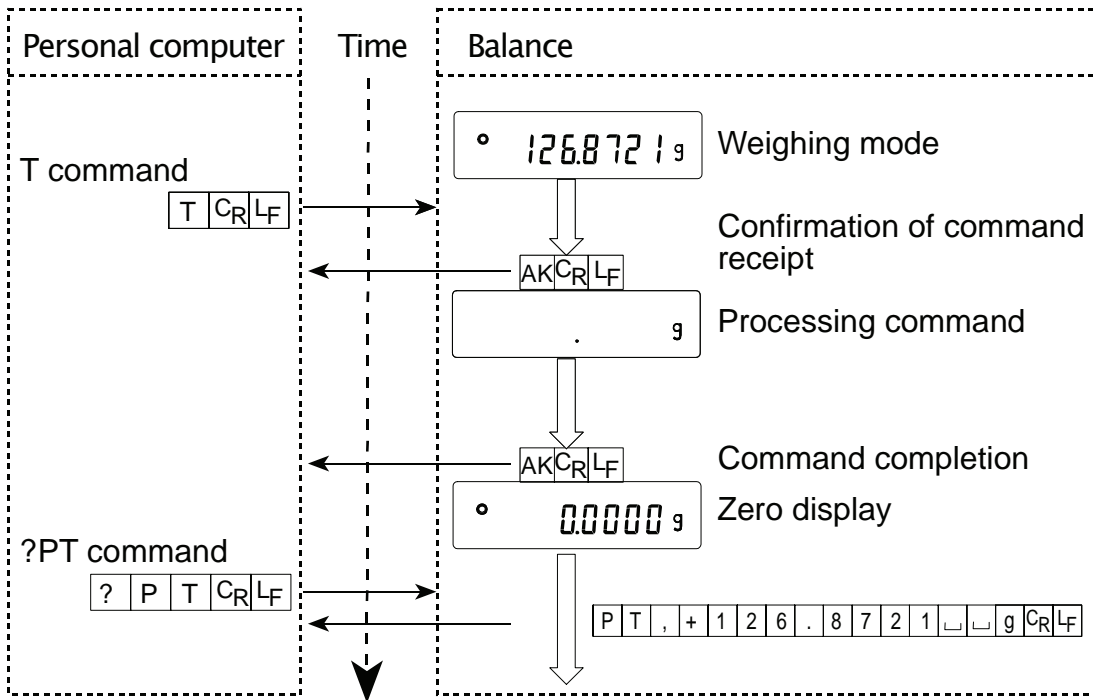 Personal computer Time Balance
126.8721 g Weighing mode
T command
T CR LF
Confirmation of command
receipt
AK CR LF
. g Processing command
AK CR LF Command completion
0.0000 g Zero display
?PT command
? P T CR LF
P T , + 1 2 6 . 8 7 2 1 ␣ ␣ g CR LF